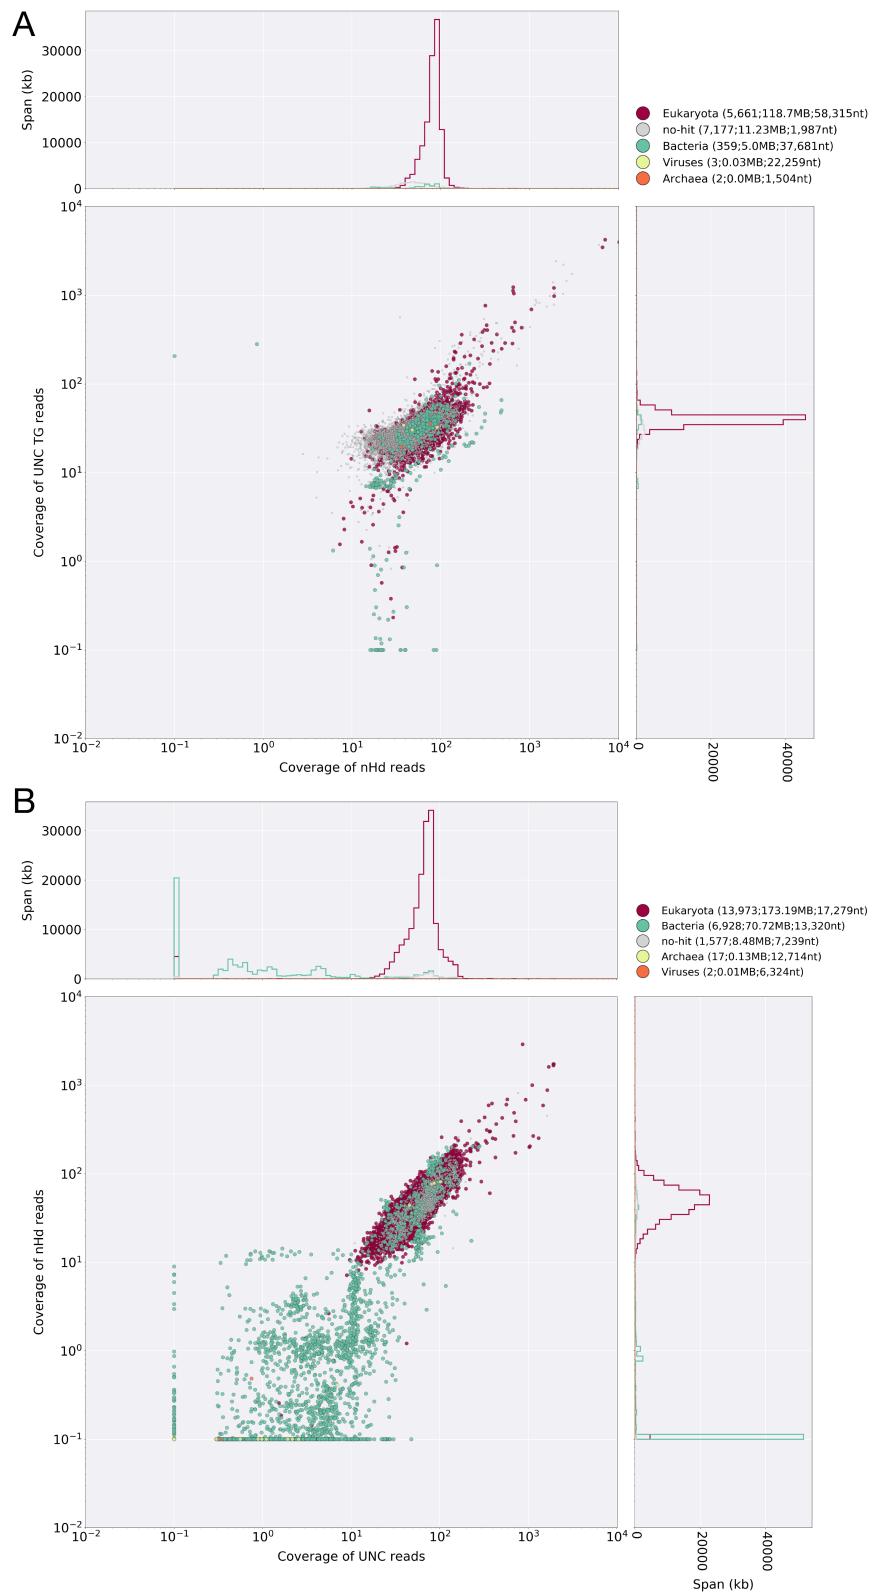 A
30000
20000
10000
0
Span (kb)
Eukaryota (5,661;118.7MB;58,315nt)
no-hit (7,177;11.23MB;1,987nt)
Bacteria (359;5.0MB;37,681nt)
Viruses (3;0.03MB;22,259nt)
Archaea (2;0.0MB;1,504nt)
10^4
10^3
10^2
10^1
10^0
10^−1
10^−2
Coverage of UNC TG reads
10^−2 10^−1 10^0 10^1 10^2 10^3 10^4
Coverage of nHd reads
0 20000 40000
B
30000
20000
10000
0
Span (kb)
Eukaryota (13,973;173.19MB;17,279nt)
Bacteria (6,928;70.72MB;13,320nt)
no-hit (1,577;8.48MB;7,239nt)
Archaea (17;0.13MB;12,714nt)
Viruses (2;0.01MB;6,324nt)
10^4
10^3
10^2
10^1
10^0
10^−1
10^−2
Coverage of nHd reads
10^−2 10^−1 10^0 10^1 10^2 10^3 10^4
Coverage of UNC reads
0 20000 40000
Span (kb)